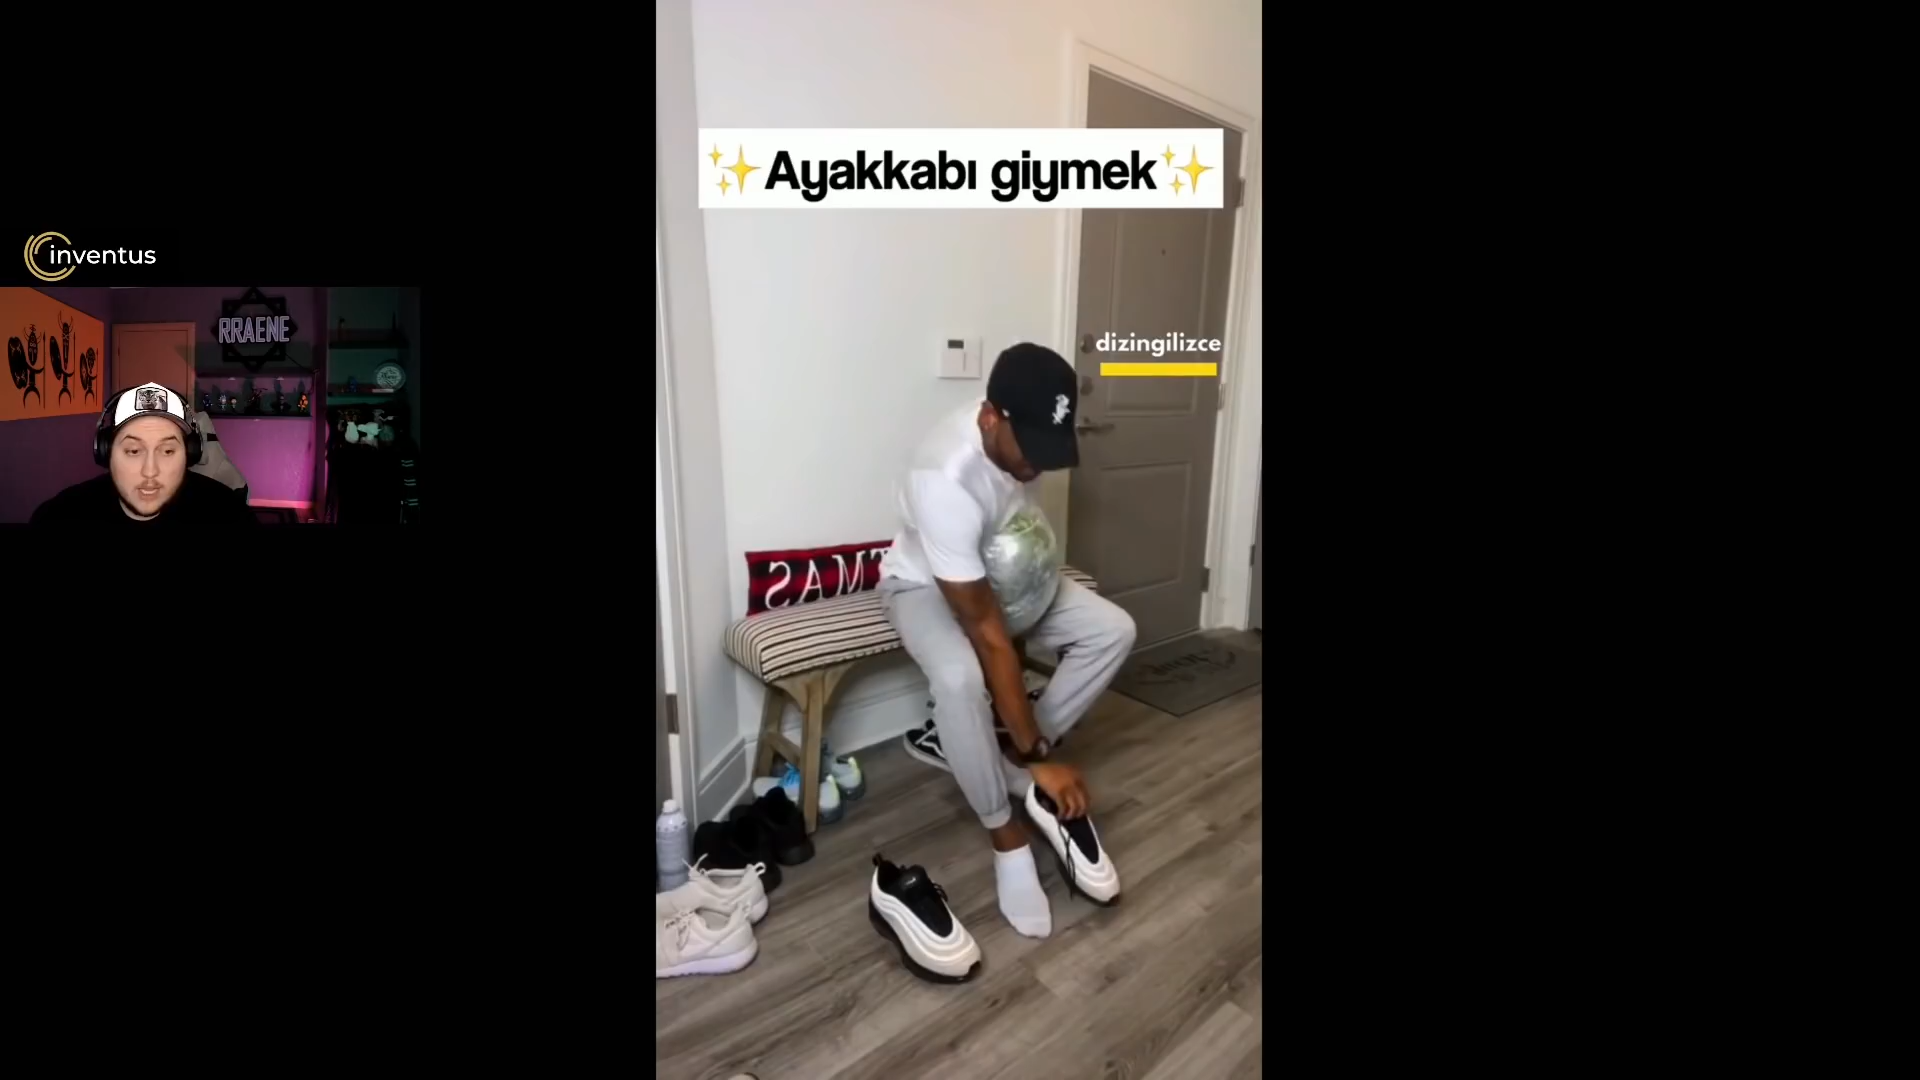 ✨Ayakkabı giymek✨
inventus
RRAENE
dizingilizce